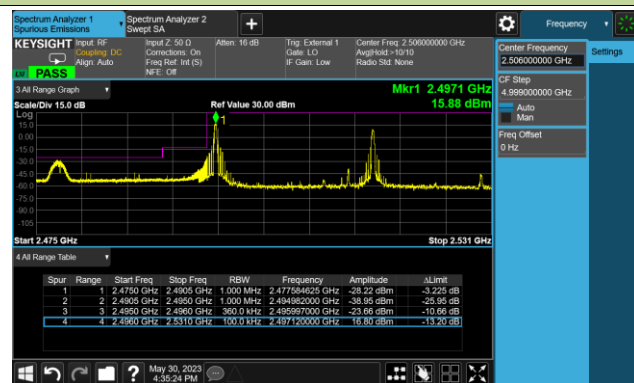 Spectrum Analyzer 1
Spurious Emissions
Spectrum Analyzer 2
Swept SA
Frequency
KEYSIGHT
Input: RF
Coupling: DC
Align: Auto
Input Z: 50 Ω
Corrections: On
Freq Ref: Int (S)
NFE: Off
Atten: 16 dB
Trig: External 1
Gate: LO
IF Gain: Low
Center Freq: 2.506000000 GHz
Avg|Hold:>10/10
Radio Std: None
PASS
Center Frequency
2.506000000 GHz
Settings
CF Step
4.999000000 GHz
Auto
Man
Freq Offset
0 Hz
3 All Range Graph
Mkr1 2.4971 GHz
15.88 dBm
Scale/Div 15.0 dB
Ref Value 30.00 dBm
Log
15.0
0.00
-15.0
-30.0
-45.0
-60.0
-75.0
-90.0
-105
1
Start 2.475 GHz
Stop 2.531 GHz
4 All Range Table
Spur Range Start Freq Stop Freq RBW Frequency Amplitude ΔLimit
1 1 2.4750 GHz 2.4905 GHz 1.000 MHz 2.477584625 GHz -28.22 dBm -3.225 dB
2 2 2.4905 GHz 2.4950 GHz 1.000 MHz 2.494982000 GHz -38.95 dBm -25.95 dB
3 3 2.4950 GHz 2.4960 GHz 360.0 kHz 2.495997000 GHz -23.66 dBm -10.66 dB
4 4 2.4960 GHz 2.5310 GHz 100.0 kHz 2.497120000 GHz 16.80 dBm -13.20 dB
May 30, 2023
4:35:24 PM